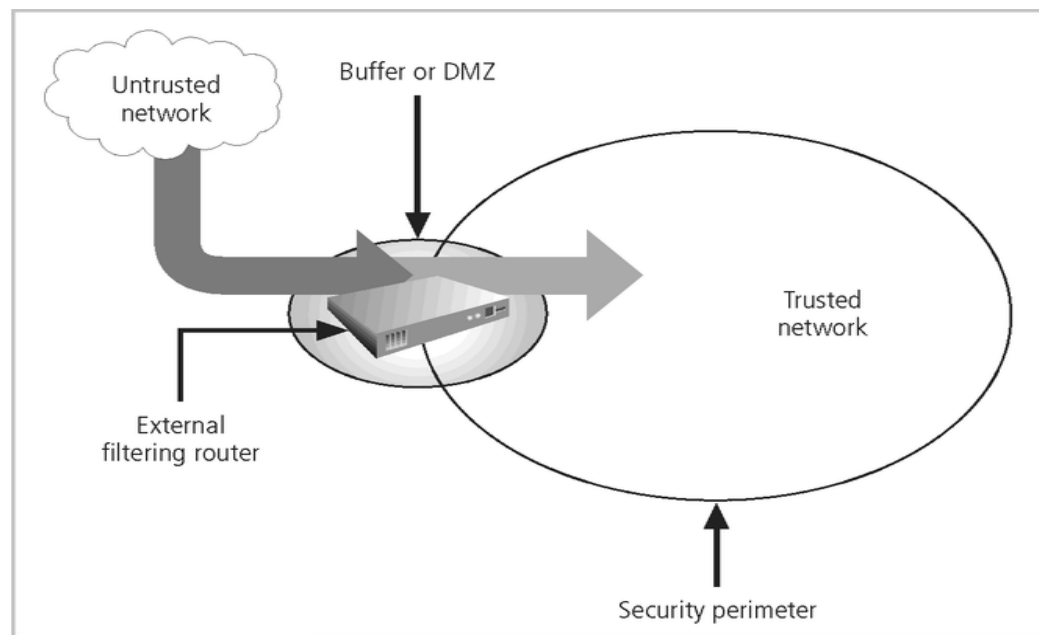 Untrusted
network
Buffer or DMZ
Trusted
network
External
filtering router
Security perimeter